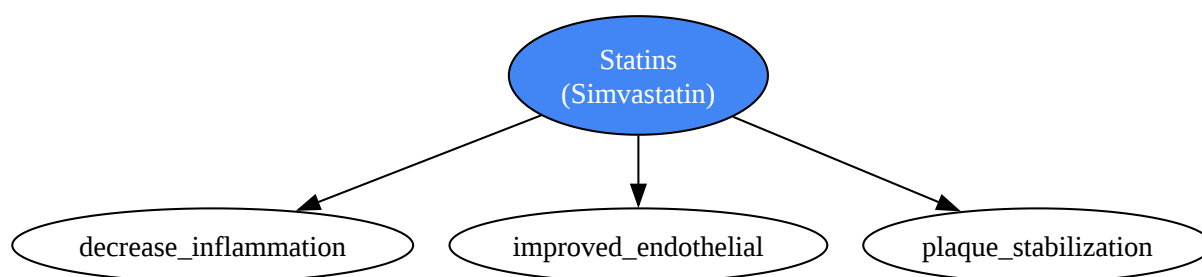 Statins
(Simvastatin)
decrease_inflammation
improved_endothelial
plaque_stabilization